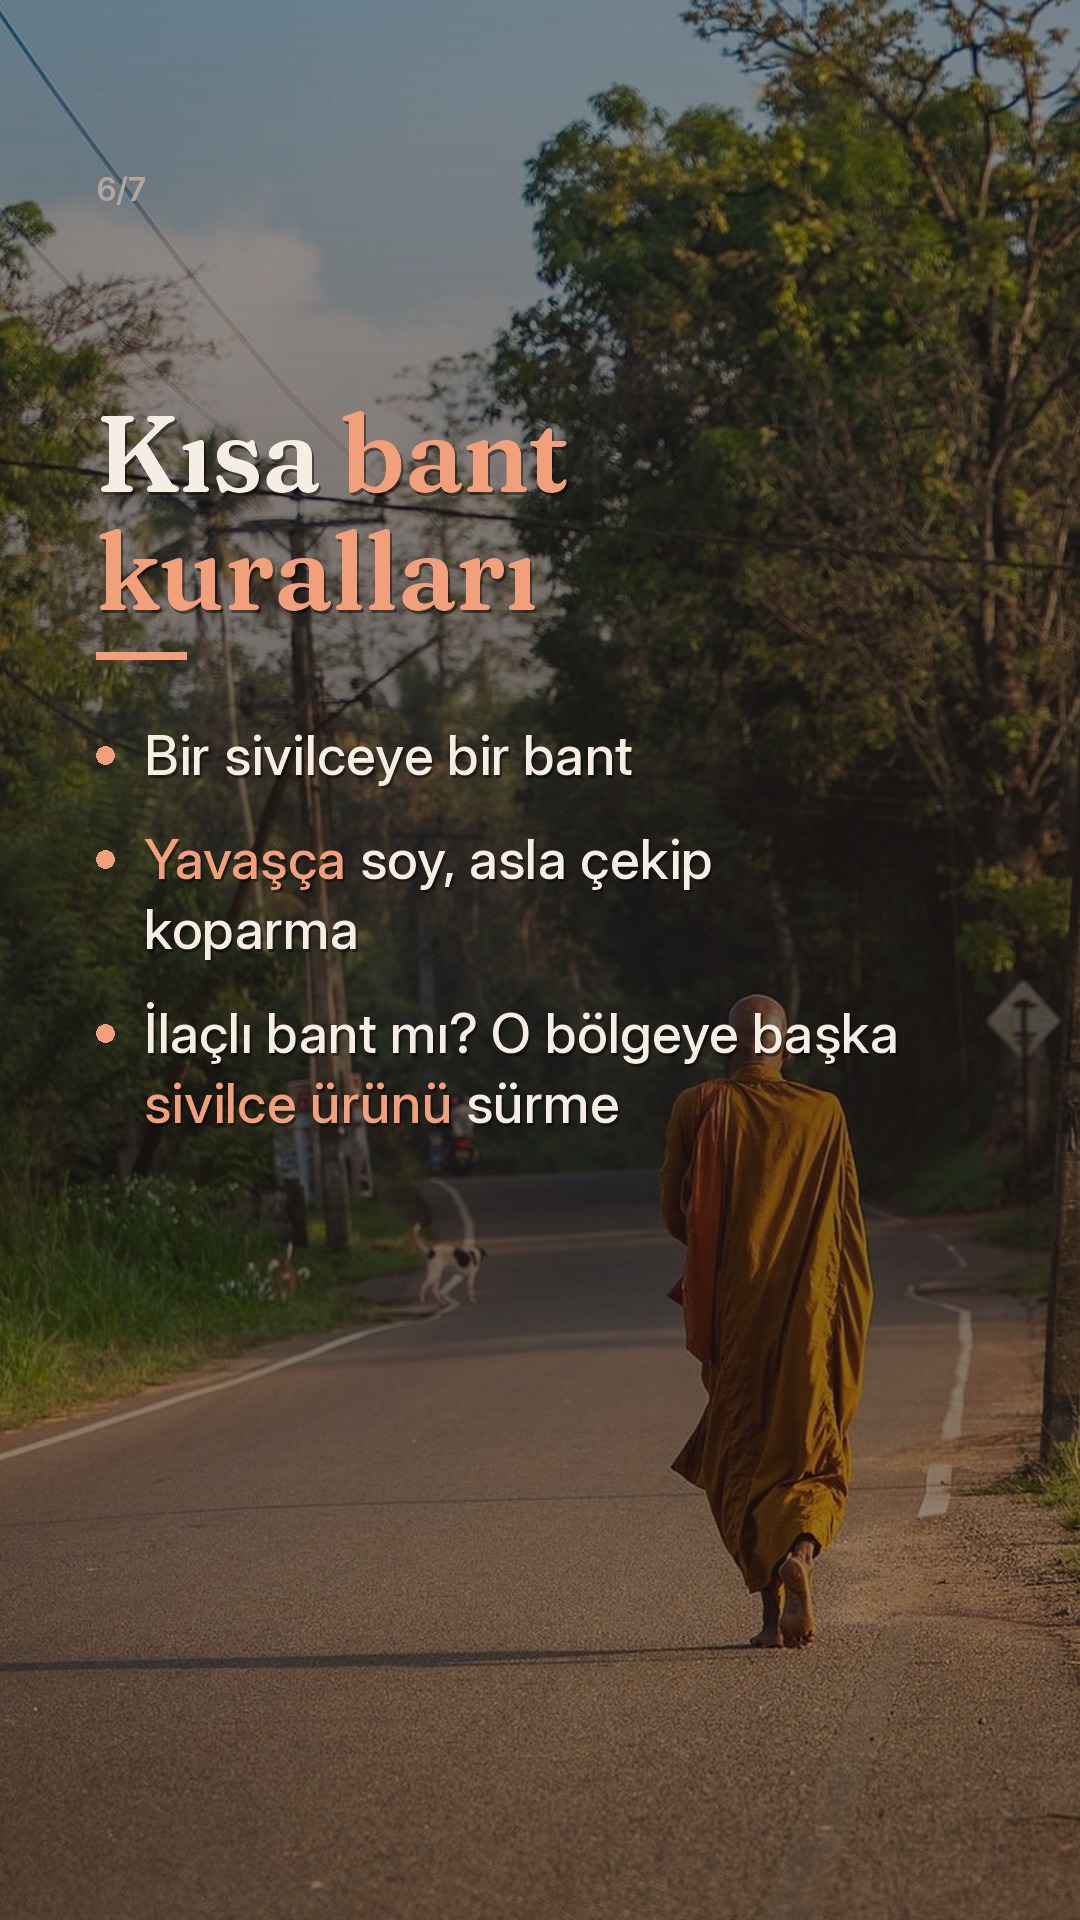 6/7
Kısa bant
kuralları
• Bir sivilceye bir bant
• Yavaşça soy, asla çekip
koparma
• İlaçlı bant mı? O bölgeye başka
sivilce ürünü sürme